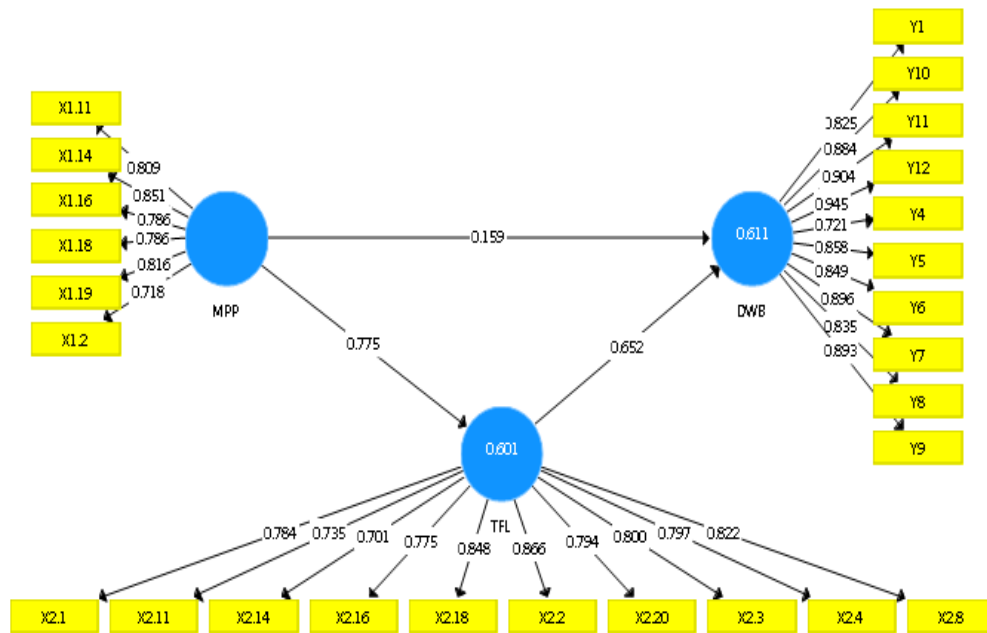 Y1
Y10
X1.11
Y11
0.825
0.884
X1.14
0.809
Y12
0.904
0.851
0.945
X1.16
0.786
0.721
Y4
0.611
0.159
X1.18
0.786
0.858
Y5
0.816
0.849
X1.19
0.718
0.896
Y6
MPP
DWB
0.835
X1.2
0.893
Y7
0.775
0.652
Y8
Y9
0.601
TFL
0.784
0.735
0.701
0.775
0.848
0.866
0.794
0.800
0.797
0.822
X2.1
X2.11
X2.14
X2.16
X2.18
X2.2
X2.20
X2.3
X2.4
X2.8